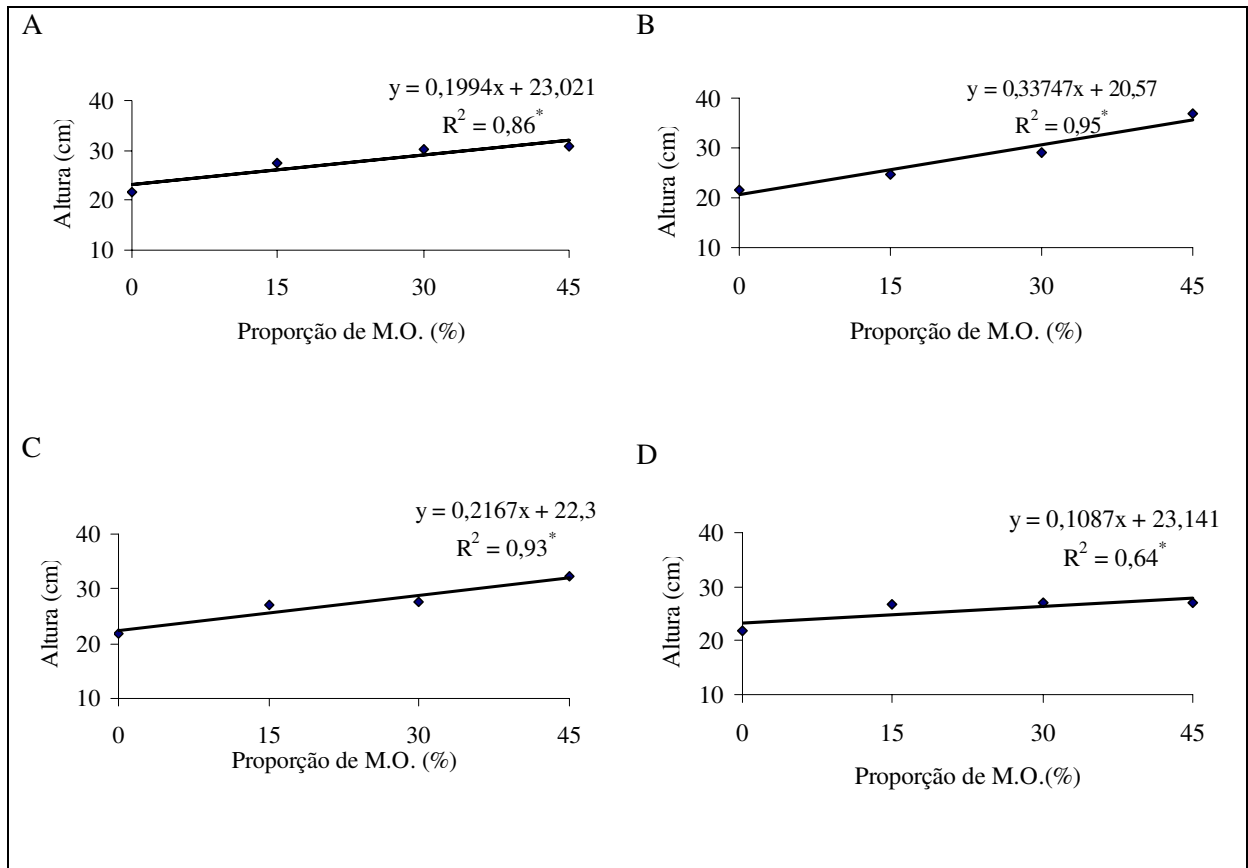 A
y = 0,1994x + 23,021
R² = 0,86*
Altura (cm)
40
30
20
10
0 15 30 45
Proporção de M.O. (%)
B
y = 0,33747x + 20,57
R² = 0,95*
Altura (cm)
40
30
20
10
0 15 30 45
Proporção de M.O. (%)
C
y = 0,2167x + 22,3
R² = 0,93*
Altura (cm)
40
30
20
10
0 15 30 45
Proporção de M.O. (%)
D
y = 0,1087x + 23,141
R² = 0,64*
Altura (cm)
40
30
20
10
0 15 30 45
Proporção de M.O.(%)